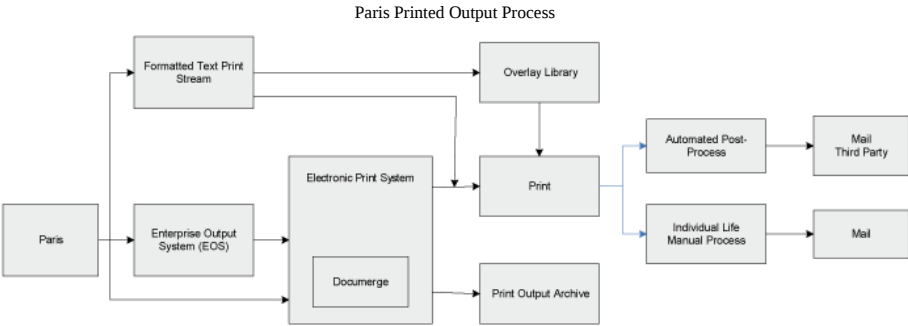 Paris Printed Output Process
Formatted Text Print
Stream
Overlay Library
Automated Post-
Process
Mail
Third Party
Electronic Print System
Print
Paris
Enterprise Output
System (EOS)
Individual Life
Manual Process
Mail
Documerge
Print Output Archive